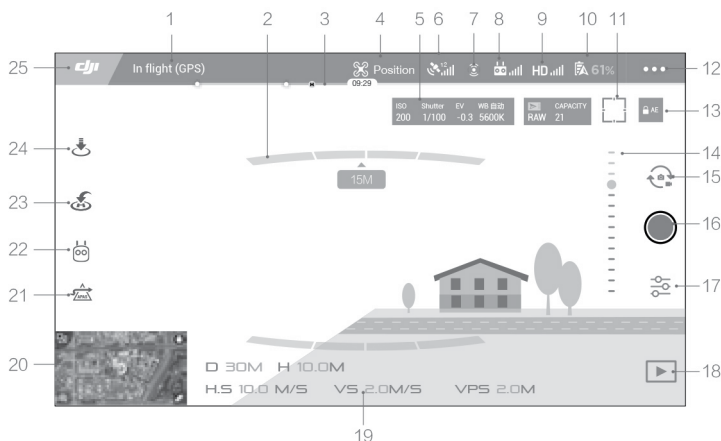 1 2 3 4 5 6 7 8 9 10 11
25 dji In flight (GPS) Position 12 HD 61% 12
09:29
ISO Shutter EV WB 自动 CAPACITY
200 1/100 -0.3 5600K RAW 21 AE 13
24 14
15M 15
23
22 16
21 APAS 17
20 D 30M H 10.0M 18
H.S 10.0 M/S VS 2.0M/S VPS 2.0M
19